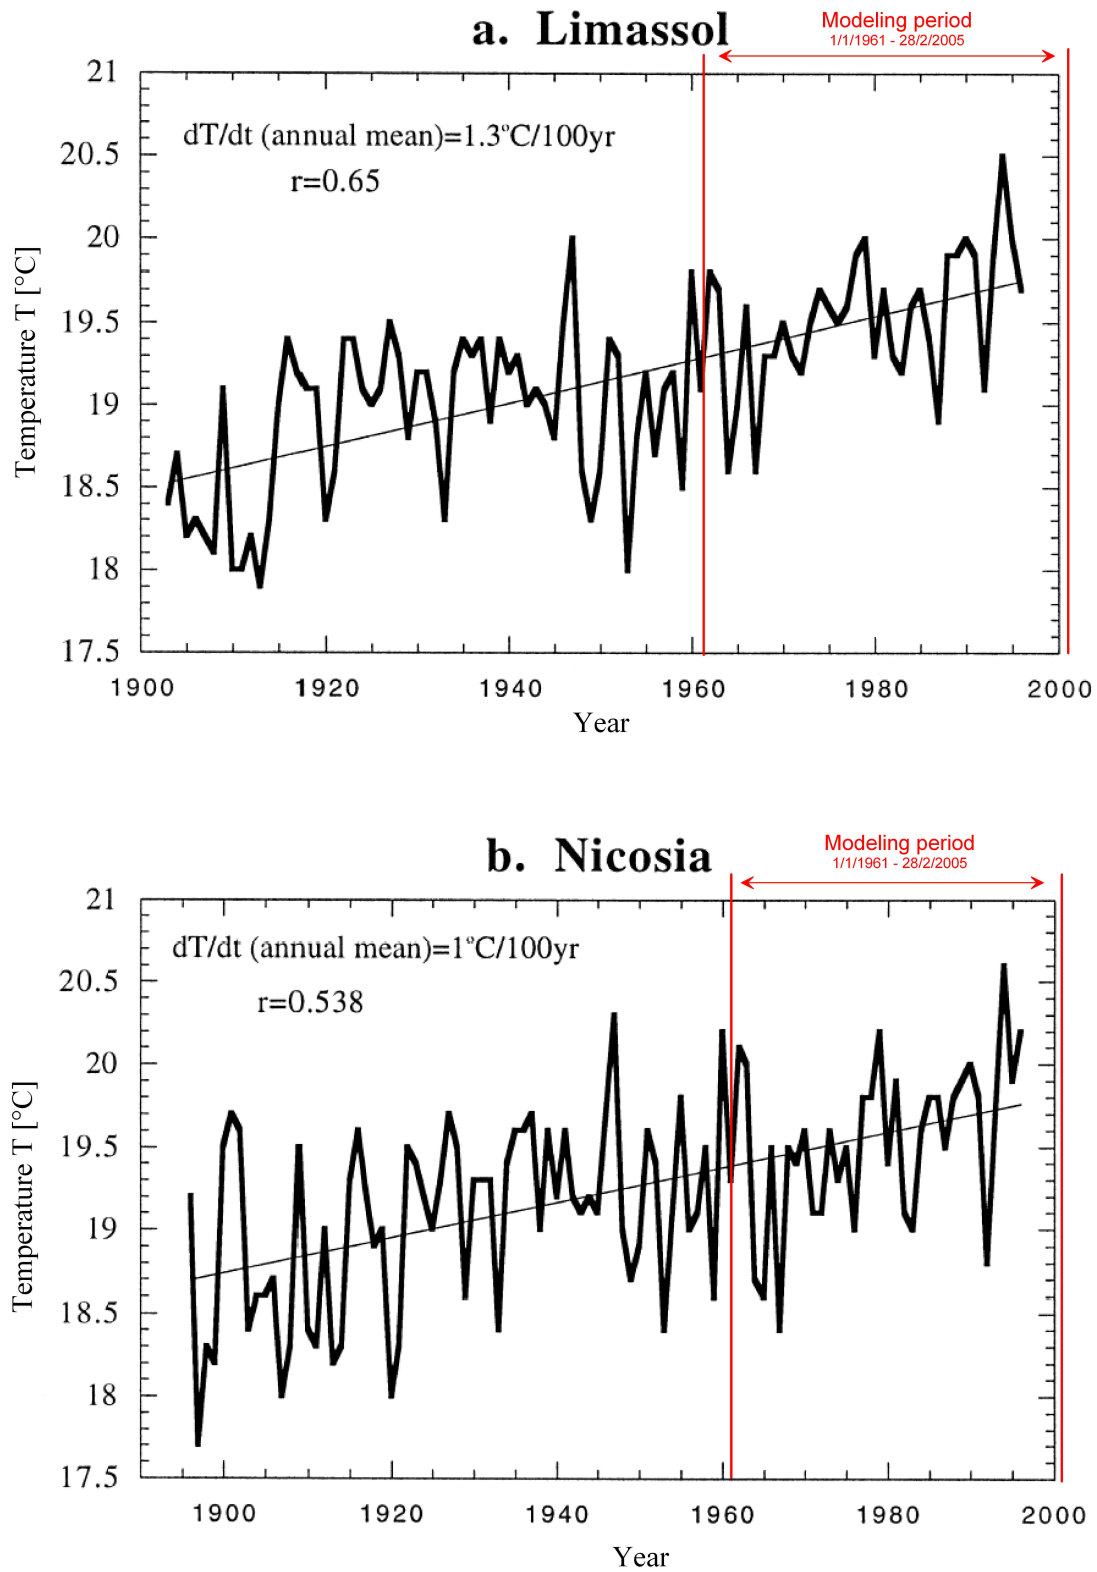 a. Limassol
Modeling period
1/1/1961 - 28/2/2005
dT/dt (annual mean)=1.3°C/100yr
r=0.65
Temperature T [°C]
21
20.5
20
19.5
19
18.5
18
17.5
1900 1920 1940 1960 1980 2000
Year
b. Nicosia
Modeling period
1/1/1961 - 28/2/2005
dT/dt (annual mean)=1°C/100yr
r=0.538
Temperature T [°C]
21
20.5
20
19.5
19
18.5
18
17.5
1900 1920 1940 1960 1980 2000
Year